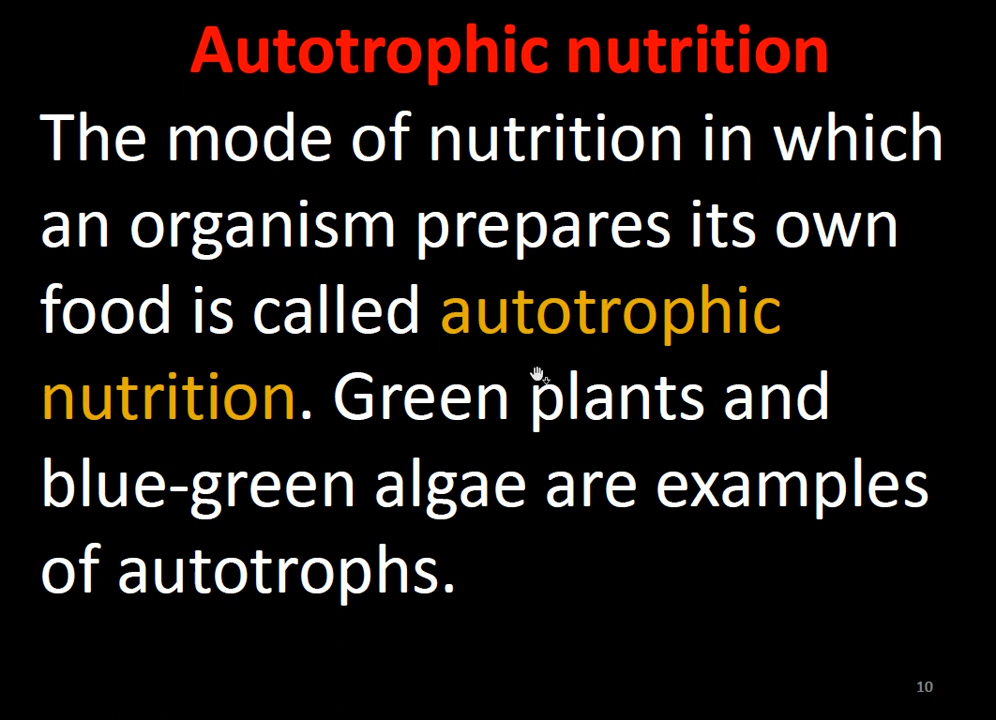 Autotrophic nutrition
The mode of nutrition in which
an organism prepares its own
food is called autotrophic
nutrition. Green plants and
blue-green algae are examples
of autotrophs.
10